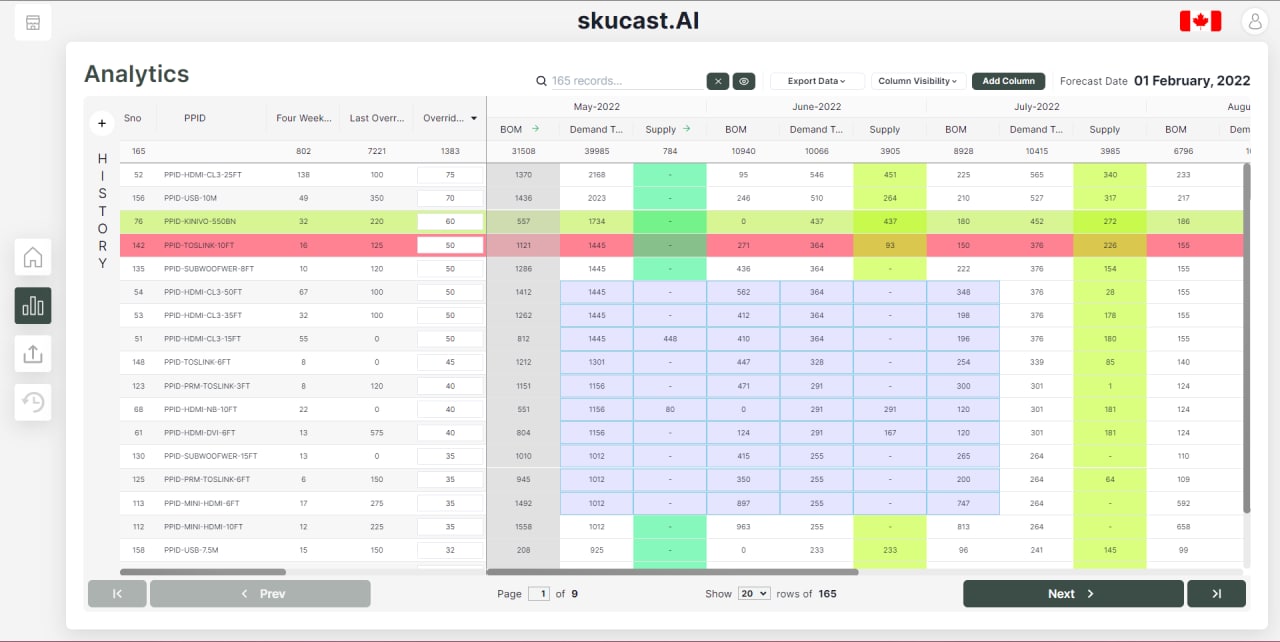 skucast.AI
Analytics
165 records...
Export Data
Column Visibility
Add Column
Forecast Date 01 February, 2022
May-2022 June-2022 July-2022 Augu
Sno PPID Four Week... Last Overr... Overrid... BOM Demand T... Supply BOM Demand T... Supply BOM Demand T... Supply BOM Dem
165 802 7221 1383 31508 39985 784 10940 10066 3905 8928 10415 3985 6796
HISTORY
52 PPID-HDMI-CL3-25FT 138 100 75 1370 2168 - 95 546 451 225 565 340 233
156 PPID-USB-10M 49 350 70 1436 2023 - 246 510 264 210 527 317 217
76 PPID-KINIVO-550BN 32 220 60 557 1734 - 0 437 437 180 452 272 186
142 PPID-TOSLINK-10FT 16 125 50 1121 1445 - 271 364 93 150 376 226 155
135 PPID-SUBWOOFWER-8FT 10 120 50 1286 1445 - 436 364 - 222 376 154 155
54 PPID-HDMI-CL3-50FT 67 100 50 1412 1445 - 562 364 - 348 376 28 155
53 PPID-HDMI-CL3-35FT 32 100 50 1262 1445 - 412 364 - 198 376 178 155
51 PPID-HDMI-CL3-15FT 55 0 50 812 1445 448 410 364 - 196 376 180 155
148 PPID-TOSLINK-6FT 8 0 45 1212 1301 - 447 328 - 254 339 85 140
123 PPID-PRM-TOSLINK-3FT 8 120 40 1151 1156 - 471 291 - 300 301 1 124
68 PPID-HDMI-NB-10FT 22 0 40 551 1156 80 0 291 291 120 301 181 124
61 PPID-HDMI-DVI-6FT 13 575 40 804 1156 - 124 291 167 120 301 181 124
130 PPID-SUBWOOFWER-15FT 13 0 35 1010 1012 - 415 255 - 265 264 - 110
125 PPID-PRM-TOSLINK-6FT 6 150 35 945 1012 - 350 255 - 200 264 64 109
113 PPID-MINI-HDMI-6FT 17 275 35 1492 1012 - 897 255 - 747 264 - 592
112 PPID-MINI-HDMI-10FT 12 225 35 1558 1012 - 963 255 - 813 264 - 658
158 PPID-USB-7.5M 15 150 32 208 925 - 0 233 233 96 241 145 99
Prev
Page 1 of 9
Show 20 rows of 165
Next